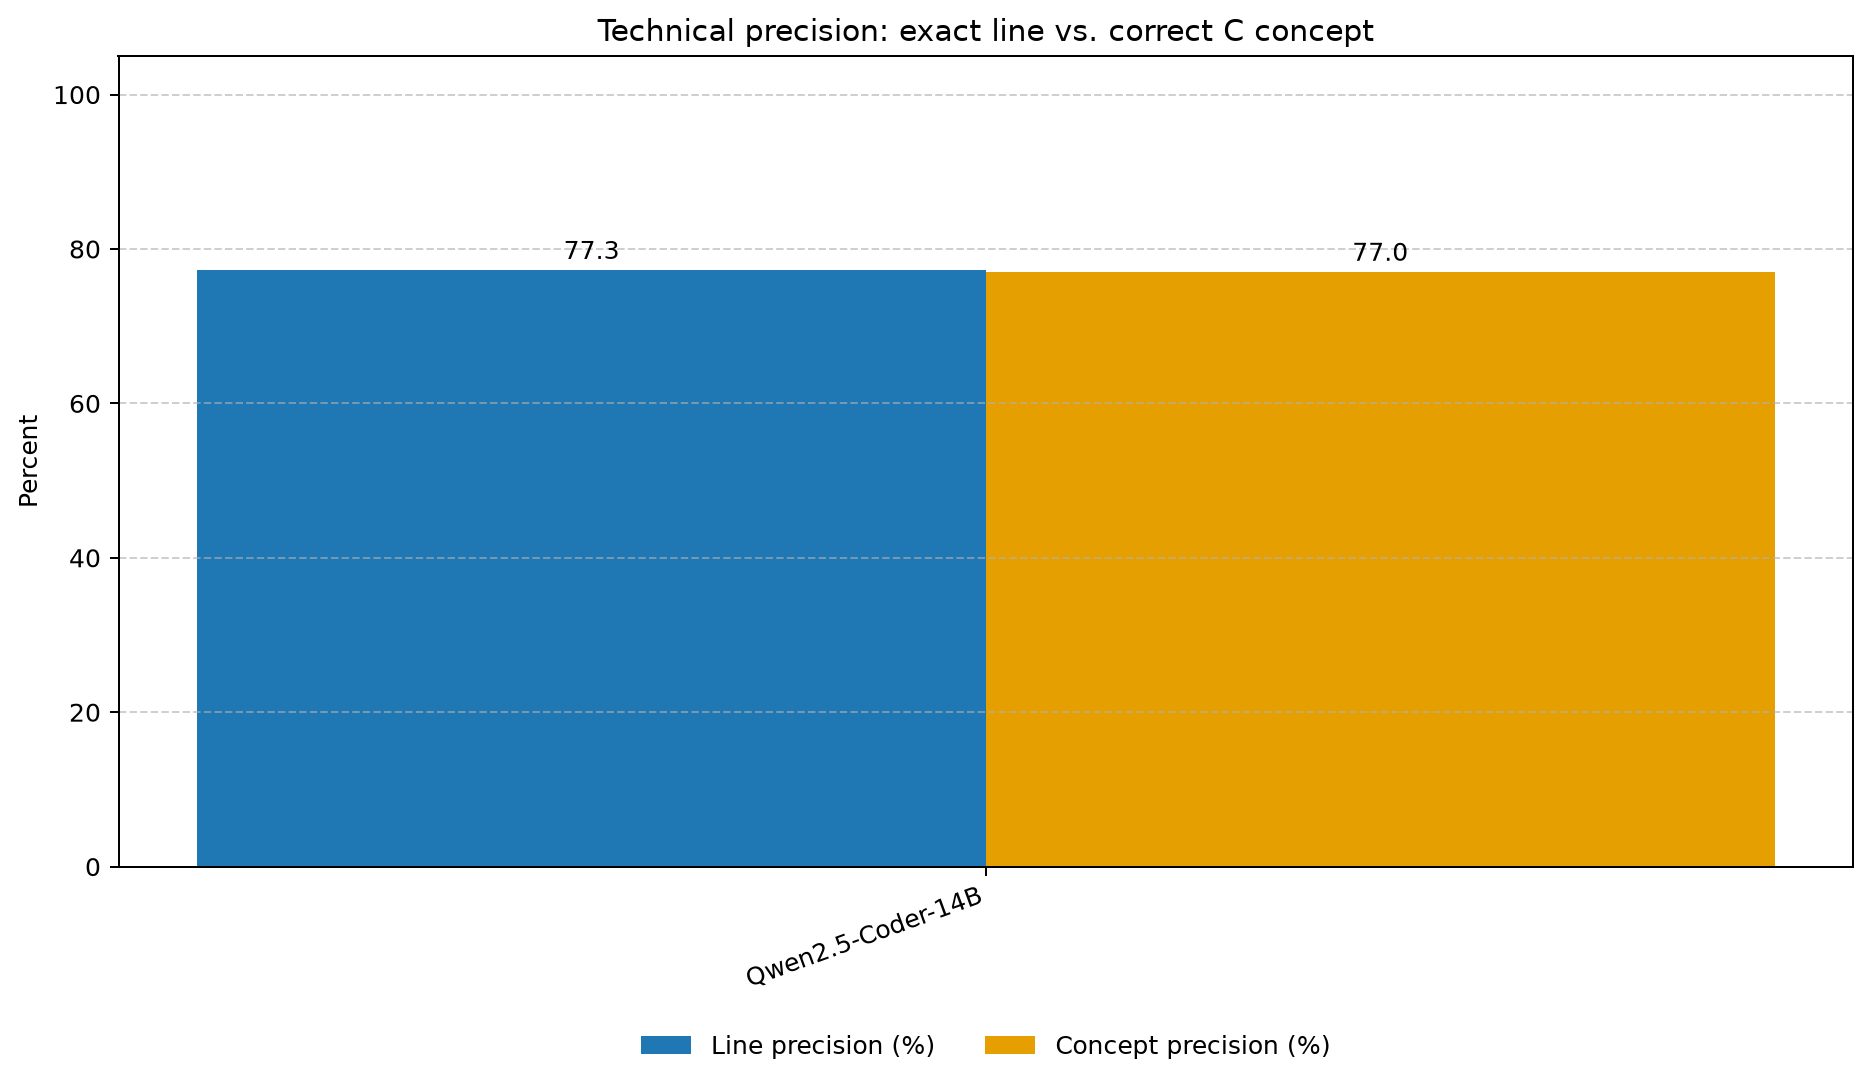 Technical precision: exact line vs. correct C concept
Percent
100
80
60
40
20
0
77.3
77.0
Qwen2.5-Coder-14B
Line precision (%)
Concept precision (%)